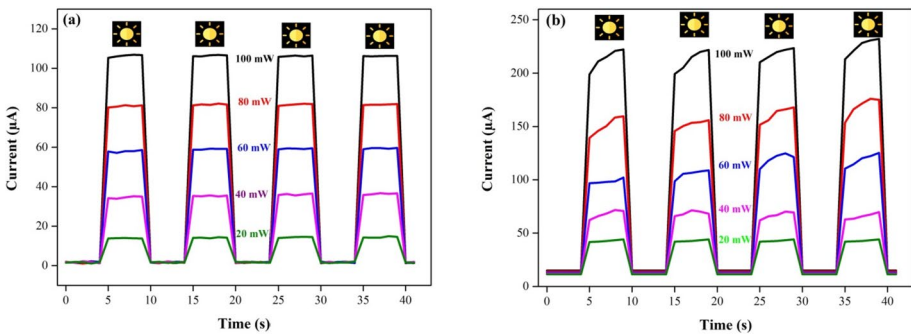 (a)
120
100
80
60
40
20
0
Current (µA)
100 mW
80 mW
60 mW
40 mW
20 mW
0 5 10 15 20 25 30 35 40
Time (s)
(b)
250
200
150
100
50
0
Current (µA)
100 mW
80 mW
60 mW
40 mW
20 mW
0 5 10 15 20 25 30 35 40
Time (s)